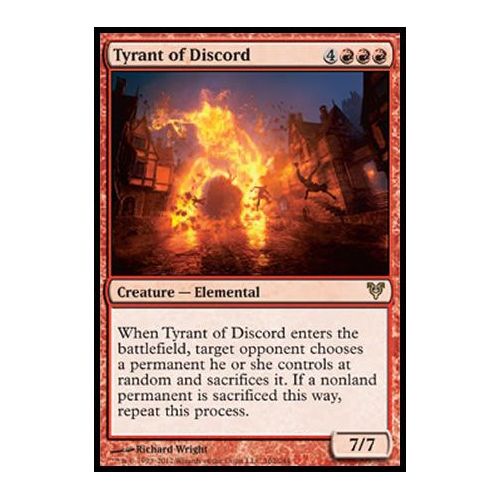 Tyrant of Discord 4
Creature — Elemental
When Tyrant of Discord enters the
battlefield, target opponent chooses
a permanent he or she controls at
random and sacrifices it. If a nonland
permanent is sacrificed this way,
repeat this process.
Richard Wright
7/7